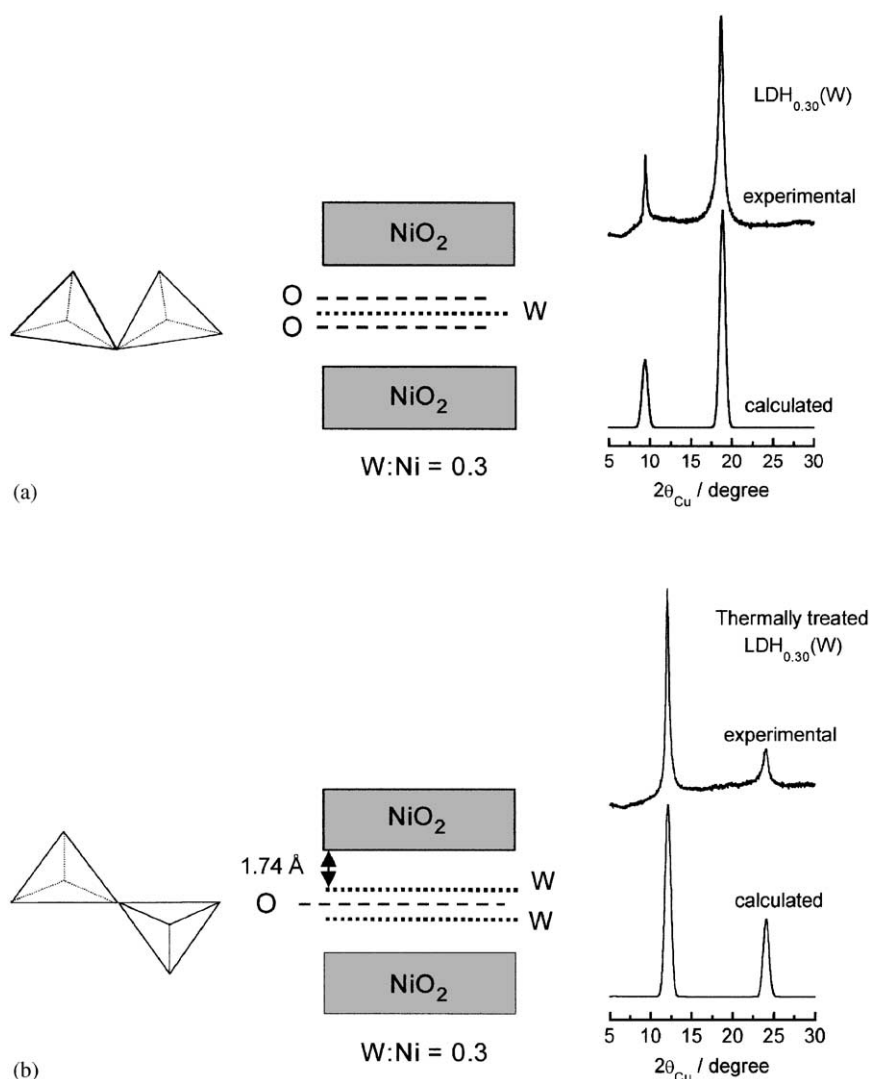 LDH0.30(W)
experimental
NiO2
O
W
O
NiO2
calculated
W:Ni = 0.3
5 10 15 20 25 30
2θCu / degree
(a)
Thermally treated
LDH0.30(W)
experimental
NiO2
1.74 Å
W
O
W
calculated
NiO2
W:Ni = 0.3
5 10 15 20 25 30
2θCu / degree
(b)